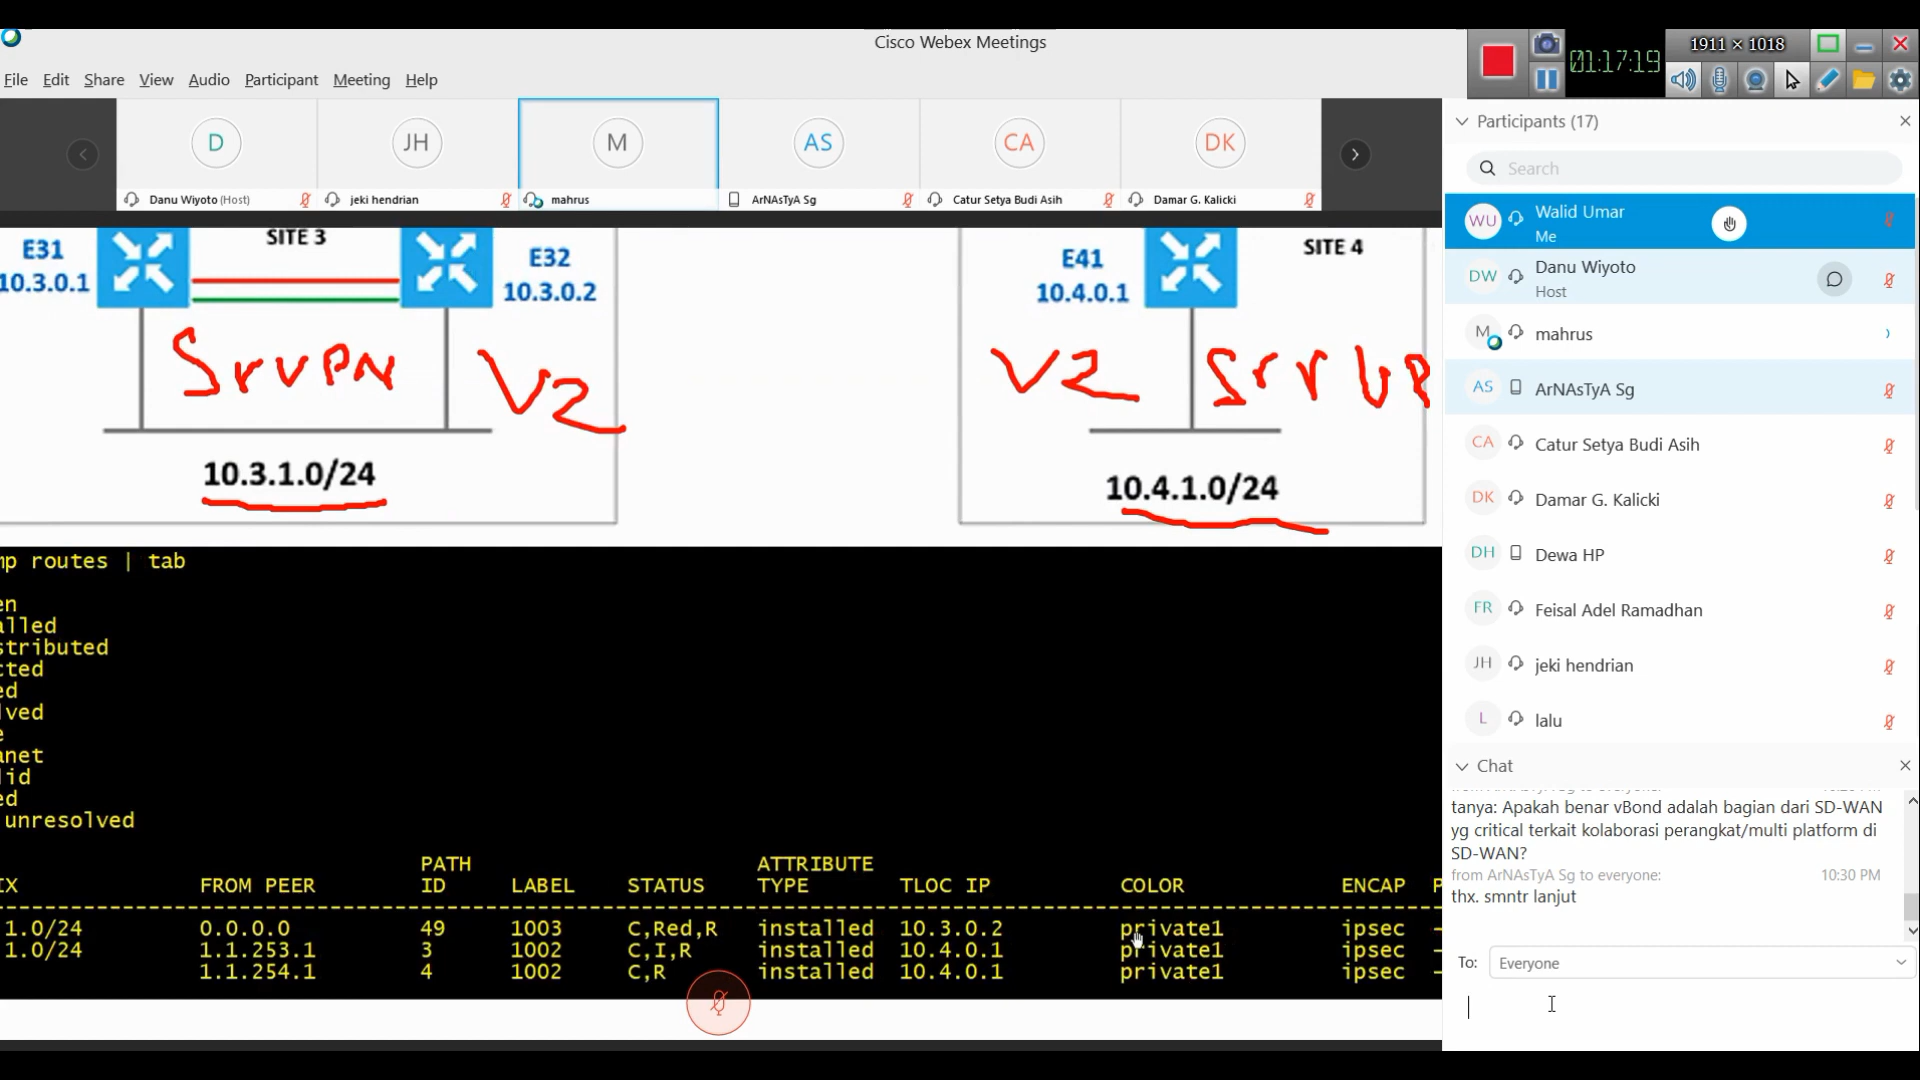 Cisco Webex Meetings
01:17:19
1911 × 1018
File Edit Share View Audio Participant Meeting Help
D
JH
M
AS
CA
DK
Danu Wiyoto (Host)
jeki hendrian
mahrus
ArNAsTyA Sg
Catur Setya Budi Asih
Damar G. Kalicki
E31
10.3.0.1
SITE 3
E32
10.3.0.2
SrvPN
V2
10.3.1.0/24
E41
10.4.0.1
SITE 4
V2
10.4.1.0/24
mp routes | tab
en
alled
stributed
cted
ed
lved
e
anet
lid
ed
unresolved
PATH ATTRIBUTE
IX FROM PEER ID LABEL STATUS TYPE TLOC IP COLOR ENCAP P
--------------------------------------------------------------
1.0/24 0.0.0.0 49 1003 C,Red,R installed 10.3.0.2 private1 ipsec -
1.0/24 1.1.253.1 3 1002 C,I,R installed 10.4.0.1 private1 ipsec -
1.1.254.1 4 1002 C,R installed 10.4.0.1 private1 ipsec -
Participants (17)
Search
WU Walid Umar
Me
DW Danu Wiyoto
Host
M mahrus
AS ArNAsTyA Sg
CA Catur Setya Budi Asih
DK Damar G. Kalicki
DH Dewa HP
FR Feisal Adel Ramadhan
JH jeki hendrian
L lalu
Chat
tanya: Apakah benar vBond adalah bagian dari SD-WAN
yg critical terkait kolaborasi perangkat/multi platform di
SD-WAN?
from ArNAsTyA Sg to everyone: 10:30 PM
thx. smntr lanjut
To: Everyone